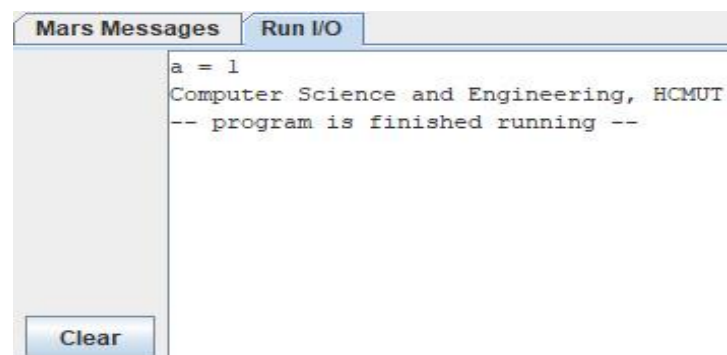 Mars Messages Run I/O
a = 1
Computer Science and Engineering, HCMUT
-- program is finished running --
Clear